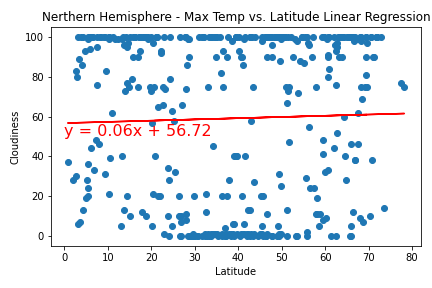 Nerthern Hemisphere - Max Temp vs. Latitude Linear Regression
100
80
60
40
20
0
Cloudiness
y = 0.06x + 56.72
0 10 20 30 40 50 60 70 80
Latitude